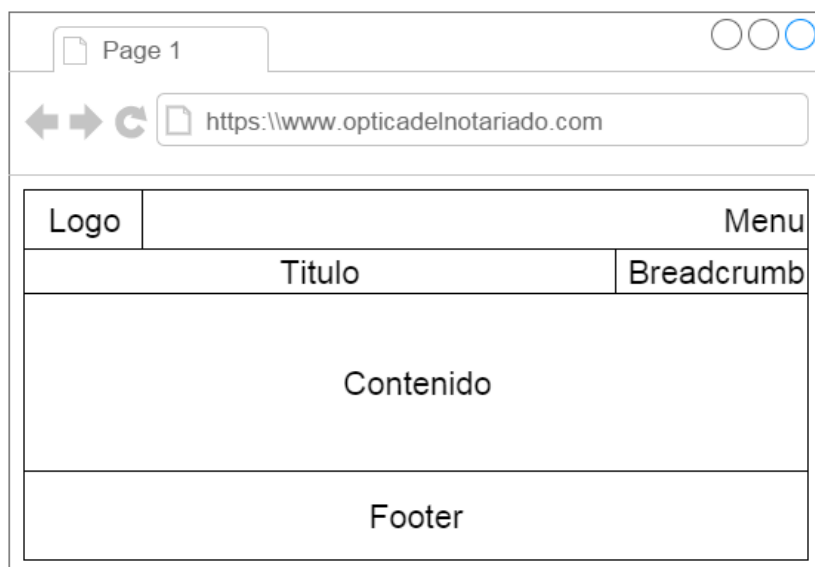 Page 1
https:\\www.opticadelnotariado.com
Logo
Menu
Titulo
Breadcrumb
Contenido
Footer